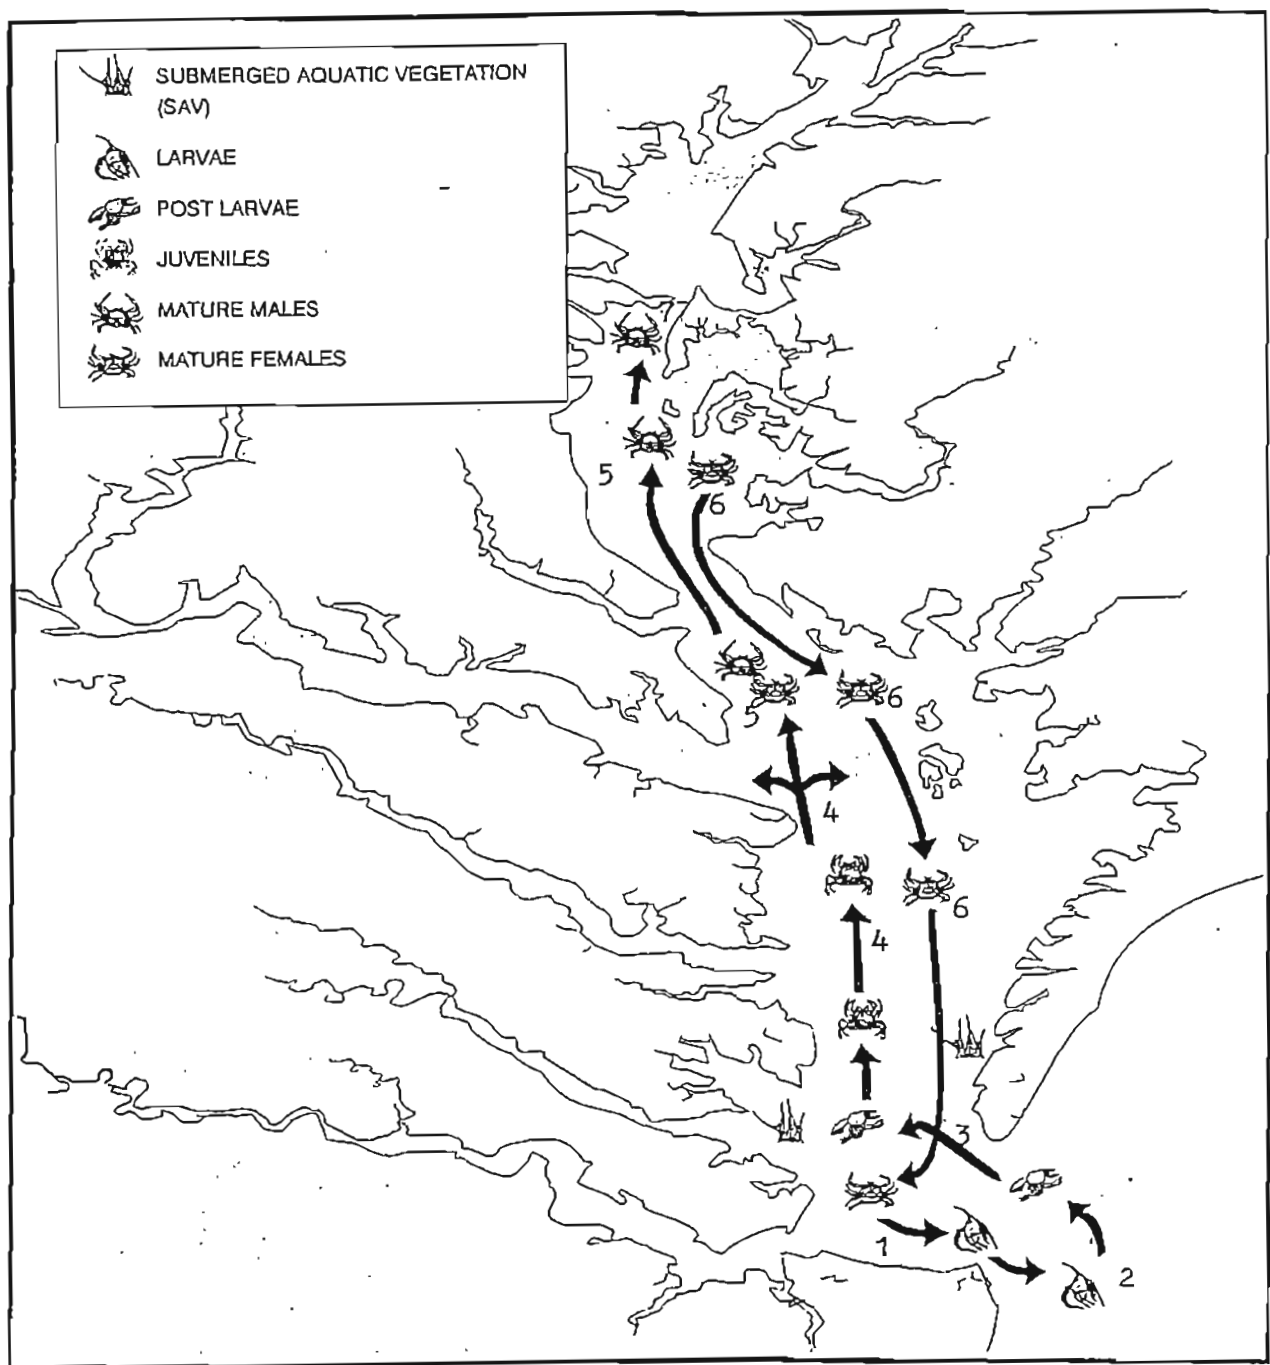 SUBMERGED AQUATIC VEGETATION
(SAV)
LARVAE
POST LARVAE
JUVENILES
MATURE MALES
MATURE FEMALES
5
6
6
5
4
6
4
3
1
2